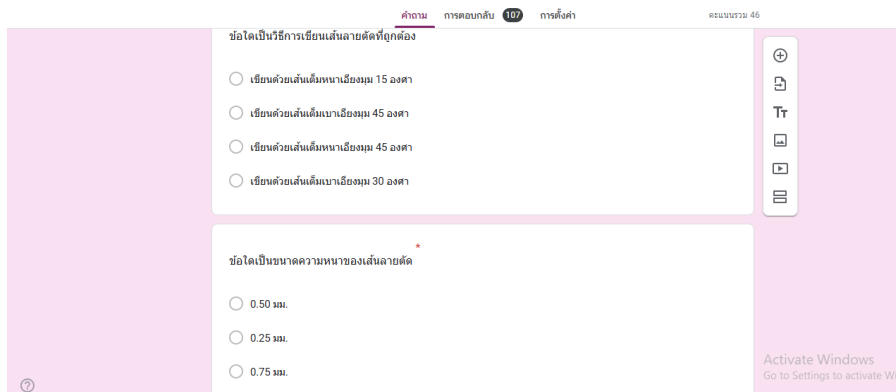 คำถาม การตอบกลับ 107 การตั้งค่า คะแนนรวม 46
ข้อใดเป็นวิธีการเขียนเส้นลายตัดที่ถูกต้อง
เขียนด้วยเส้นเต็มหนาเอียงมุม 15 องศา
เขียนด้วยเส้นเต็มเบาเอียงมุม 45 องศา
เขียนด้วยเส้นเต็มหนาเอียงมุม 45 องศา
เขียนด้วยเส้นเต็มเบาเอียงมุม 30 องศา
ข้อใดเป็นขนาดความหนาของเส้นลายตัด *
0.50 มม.
0.25 มม.
0.75 มม.
Activate Windows
Go to Settings to activate W